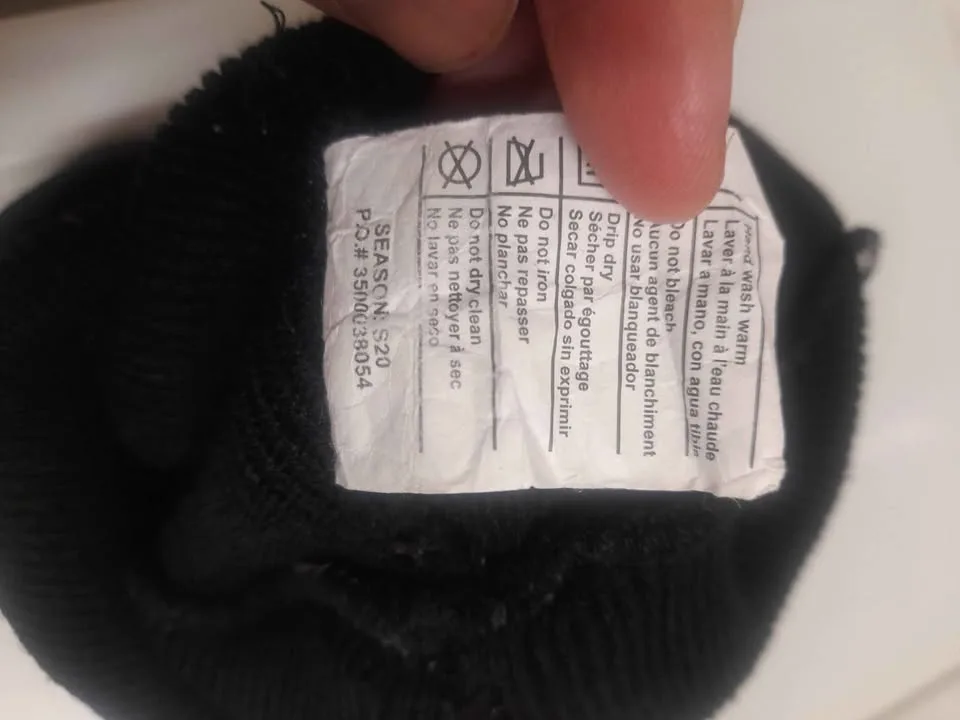 Hand wash warm
Laver à la main à l'eau chaude
Lavar a mano, con agua tibia
Do not bleach
Aucun agent de blanchiment
No usar blanqueador
Drip dry
Sécher par égouttage
Secar colgado sin exprimir
Do not iron
Ne pas repasser
No planchar
Do not dry clean
Ne pas nettoyer à sec
No lavar en seco
SEASON: S20
P.O.# 3500038054